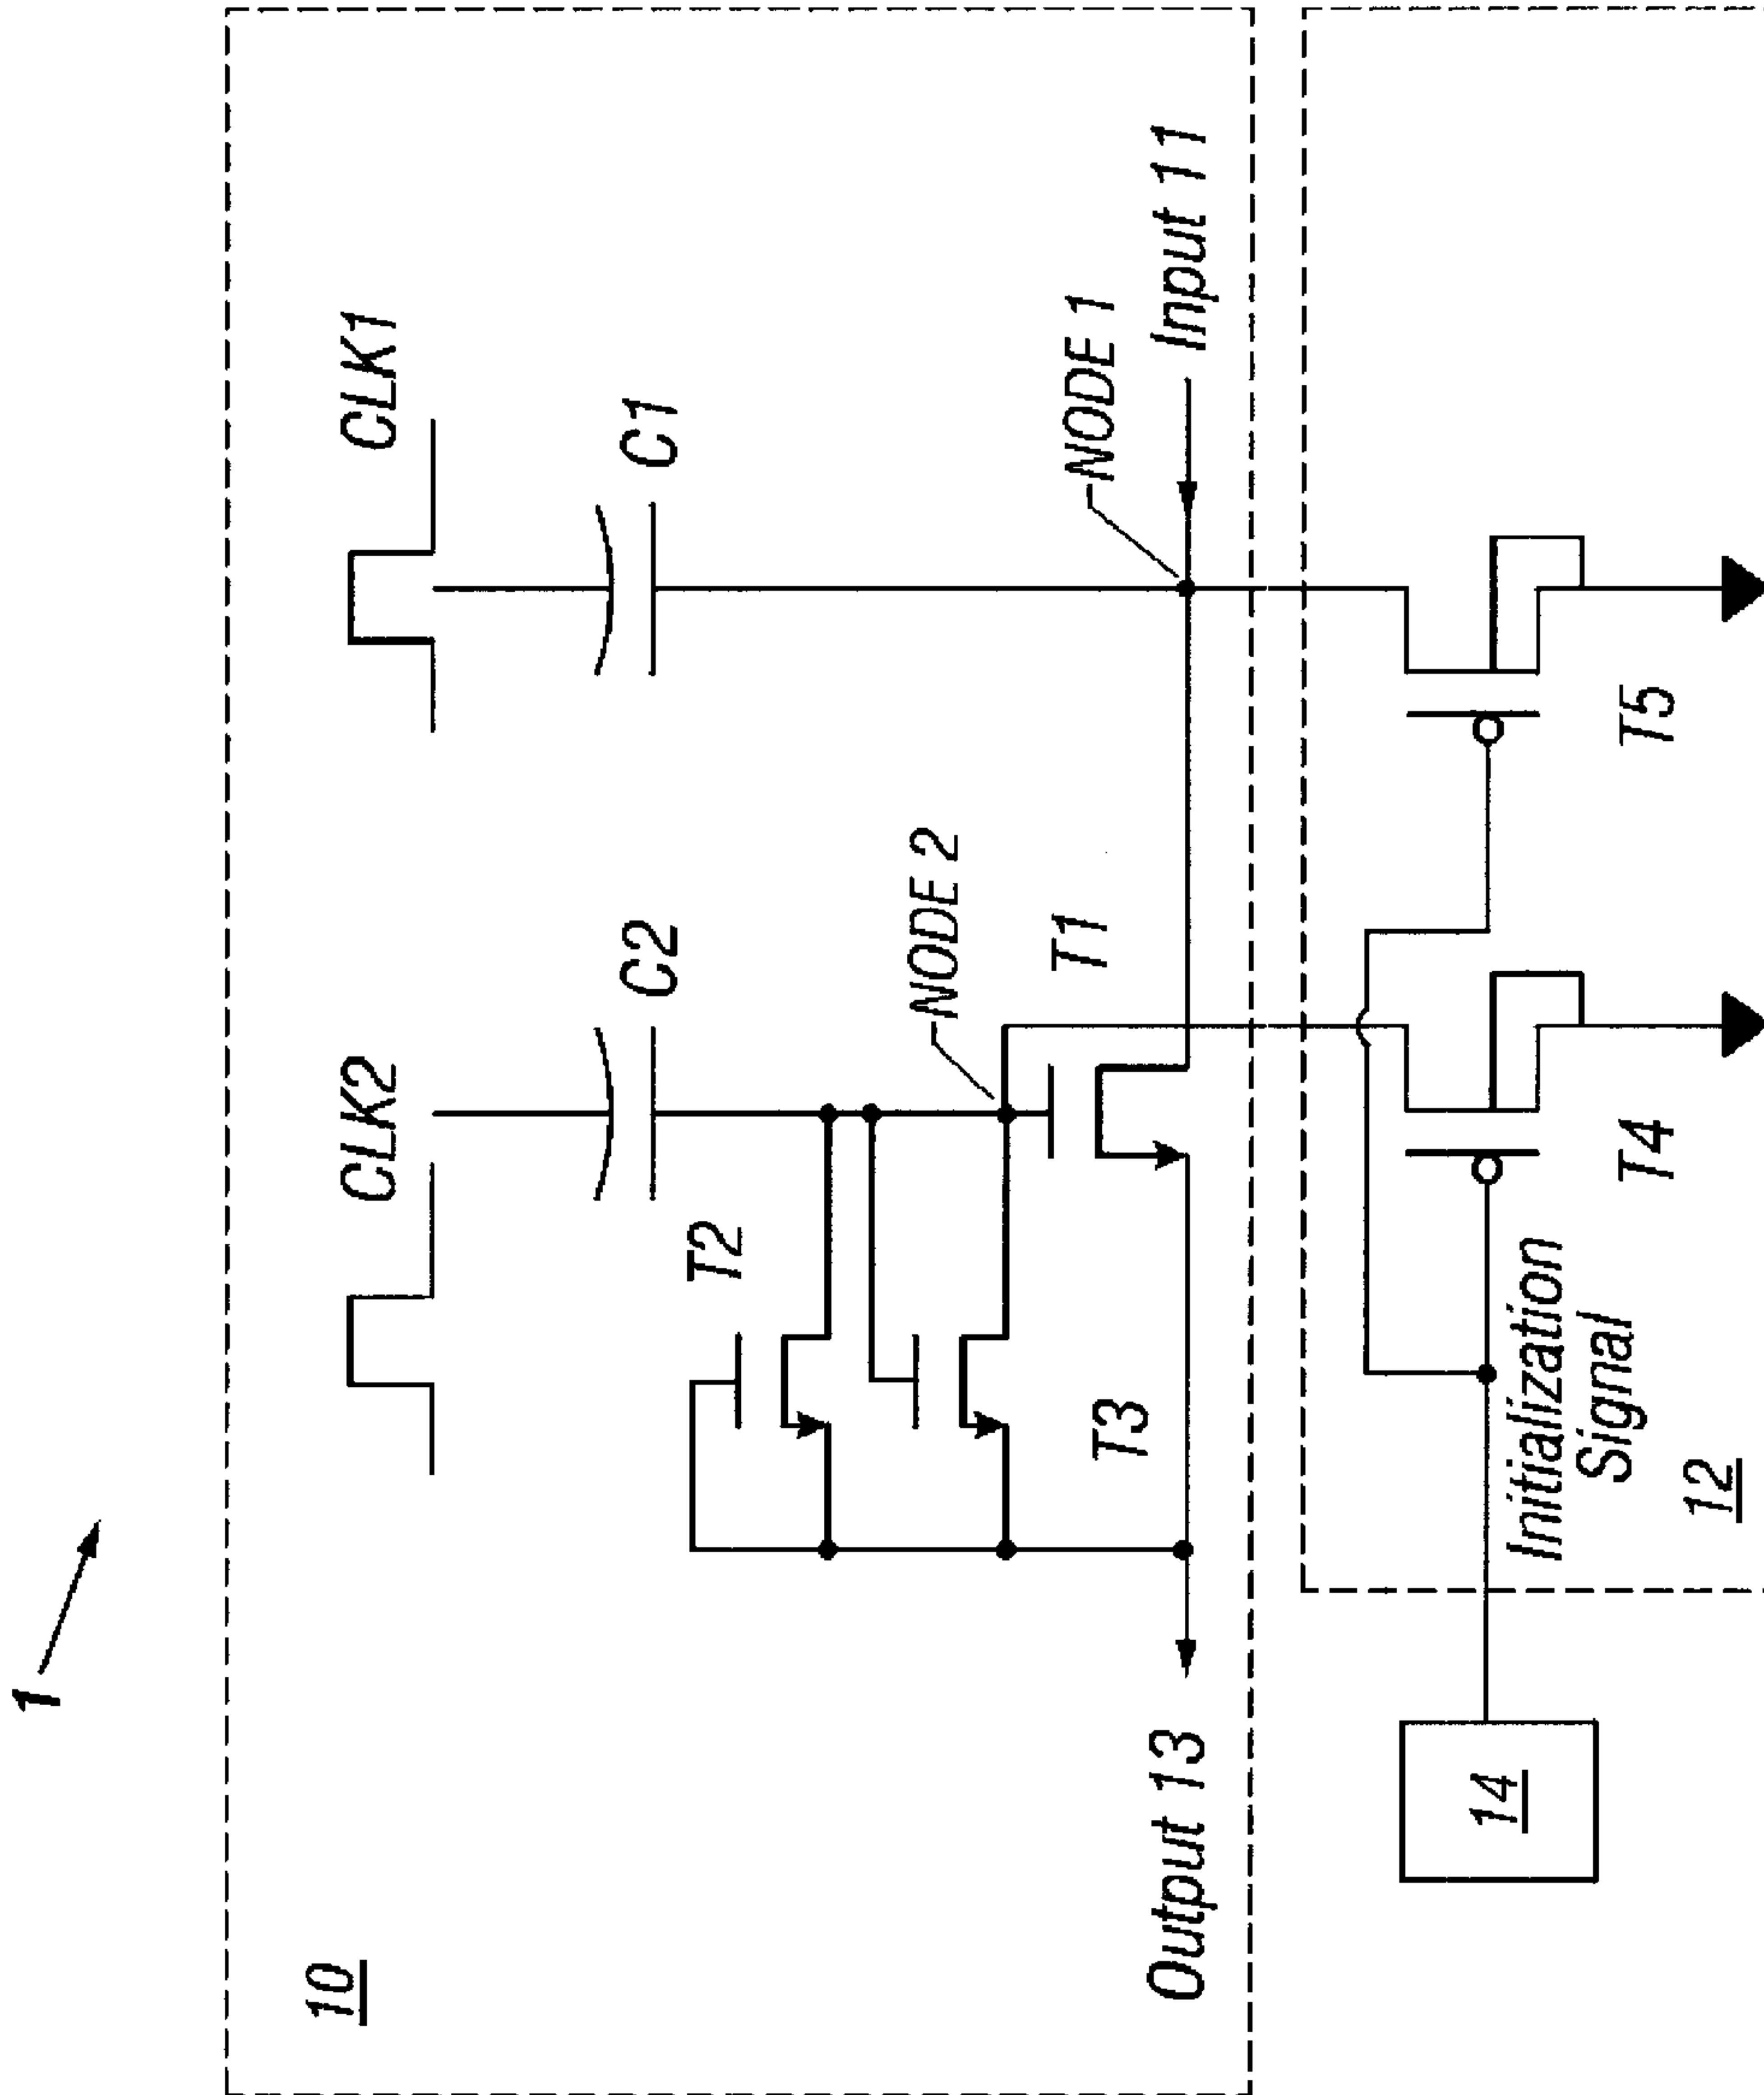 1
10
CLK2
CLK1
C2
C1
T2
NODE 2
T1
T3
NODE 1
Output 13
Input 11
14
Initialization
Signal
T4
T5
12